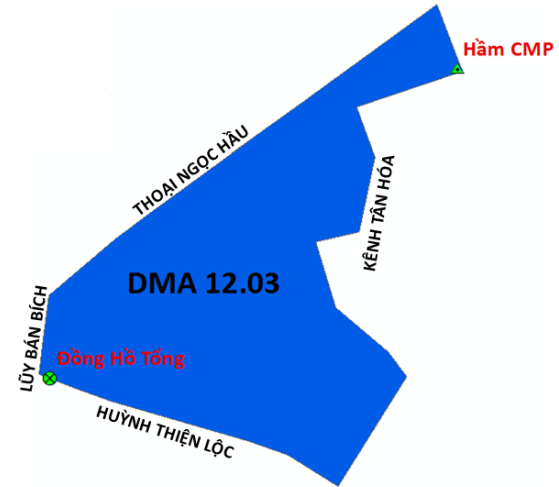 Hầm CMP
THOẠI NGỌC HẦU
KÊNH TÂN HÓA
DMA 12.03
LŨY BÁN BÍCH
Đồng Hồ Tổng
HUỲNH THIỆN LỘC